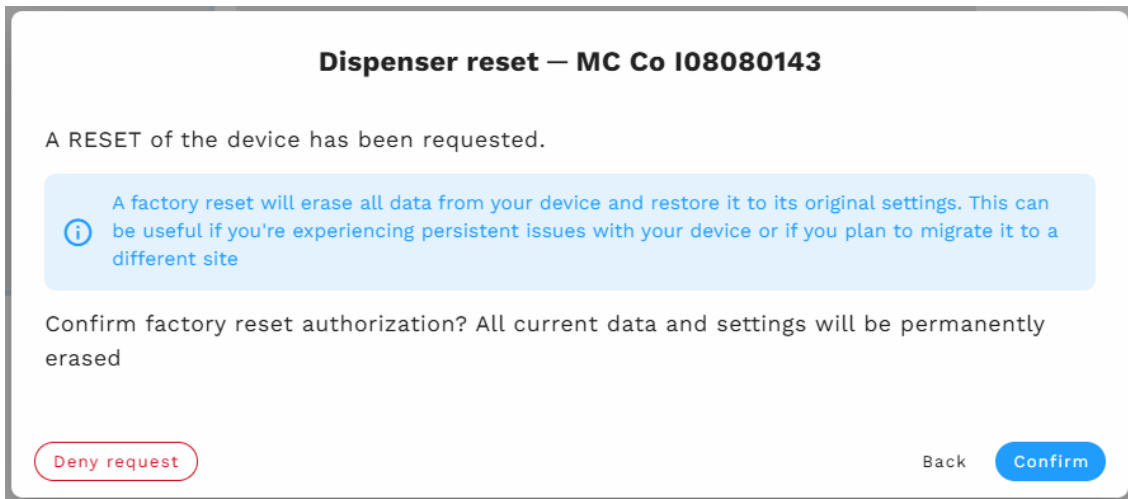 Dispenser reset — MC Co I08080143
A RESET of the device has been requested.
A factory reset will erase all data from your device and restore it to its original settings. This can
be useful if you're experiencing persistent issues with your device or if you plan to migrate it to a
different site
Confirm factory reset authorization? All current data and settings will be permanently
erased
Deny request
Back
Confirm